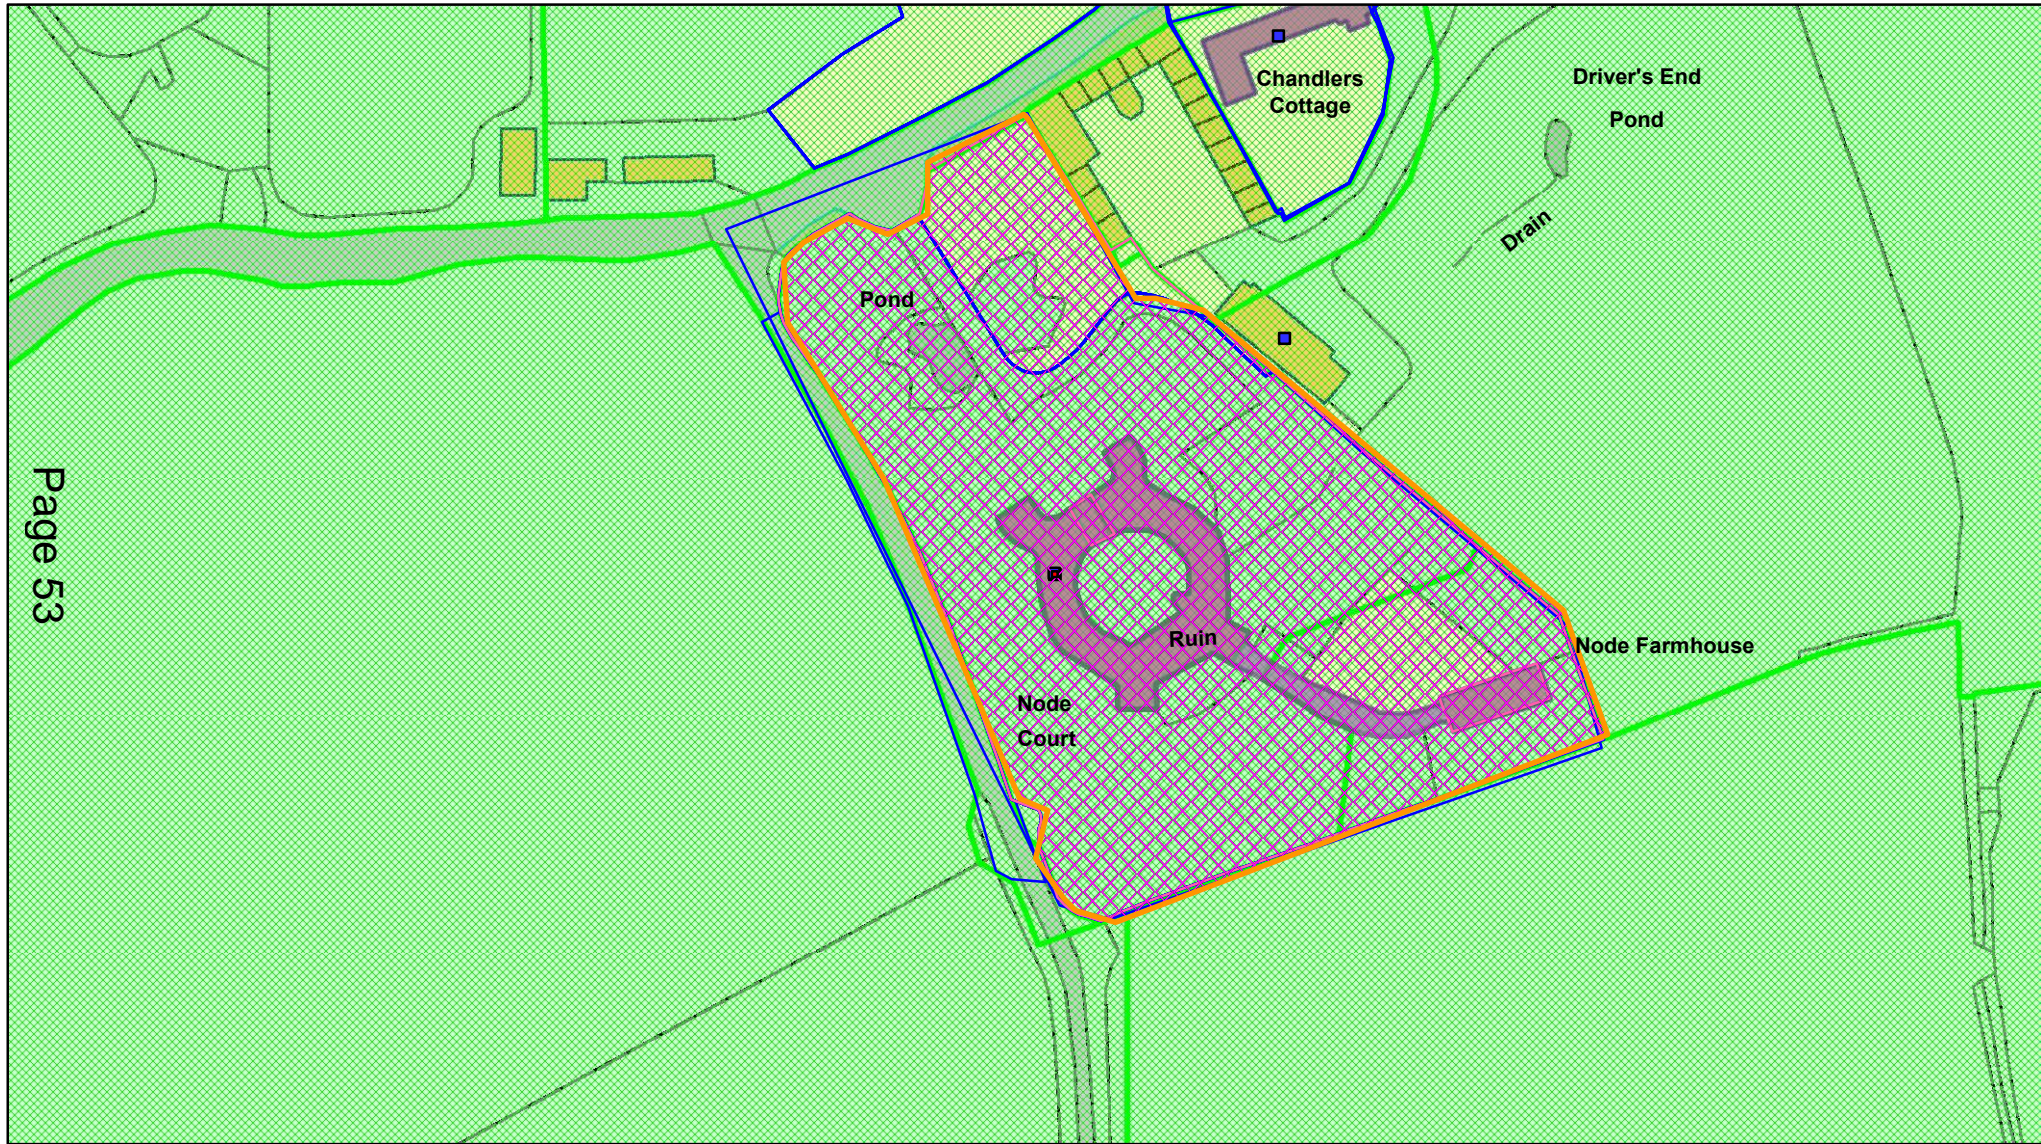 Chandlers
Cottage
Driver's End
Pond
Drain
Pond
Ruin
Node Farmhouse
Node
Court
Page 53